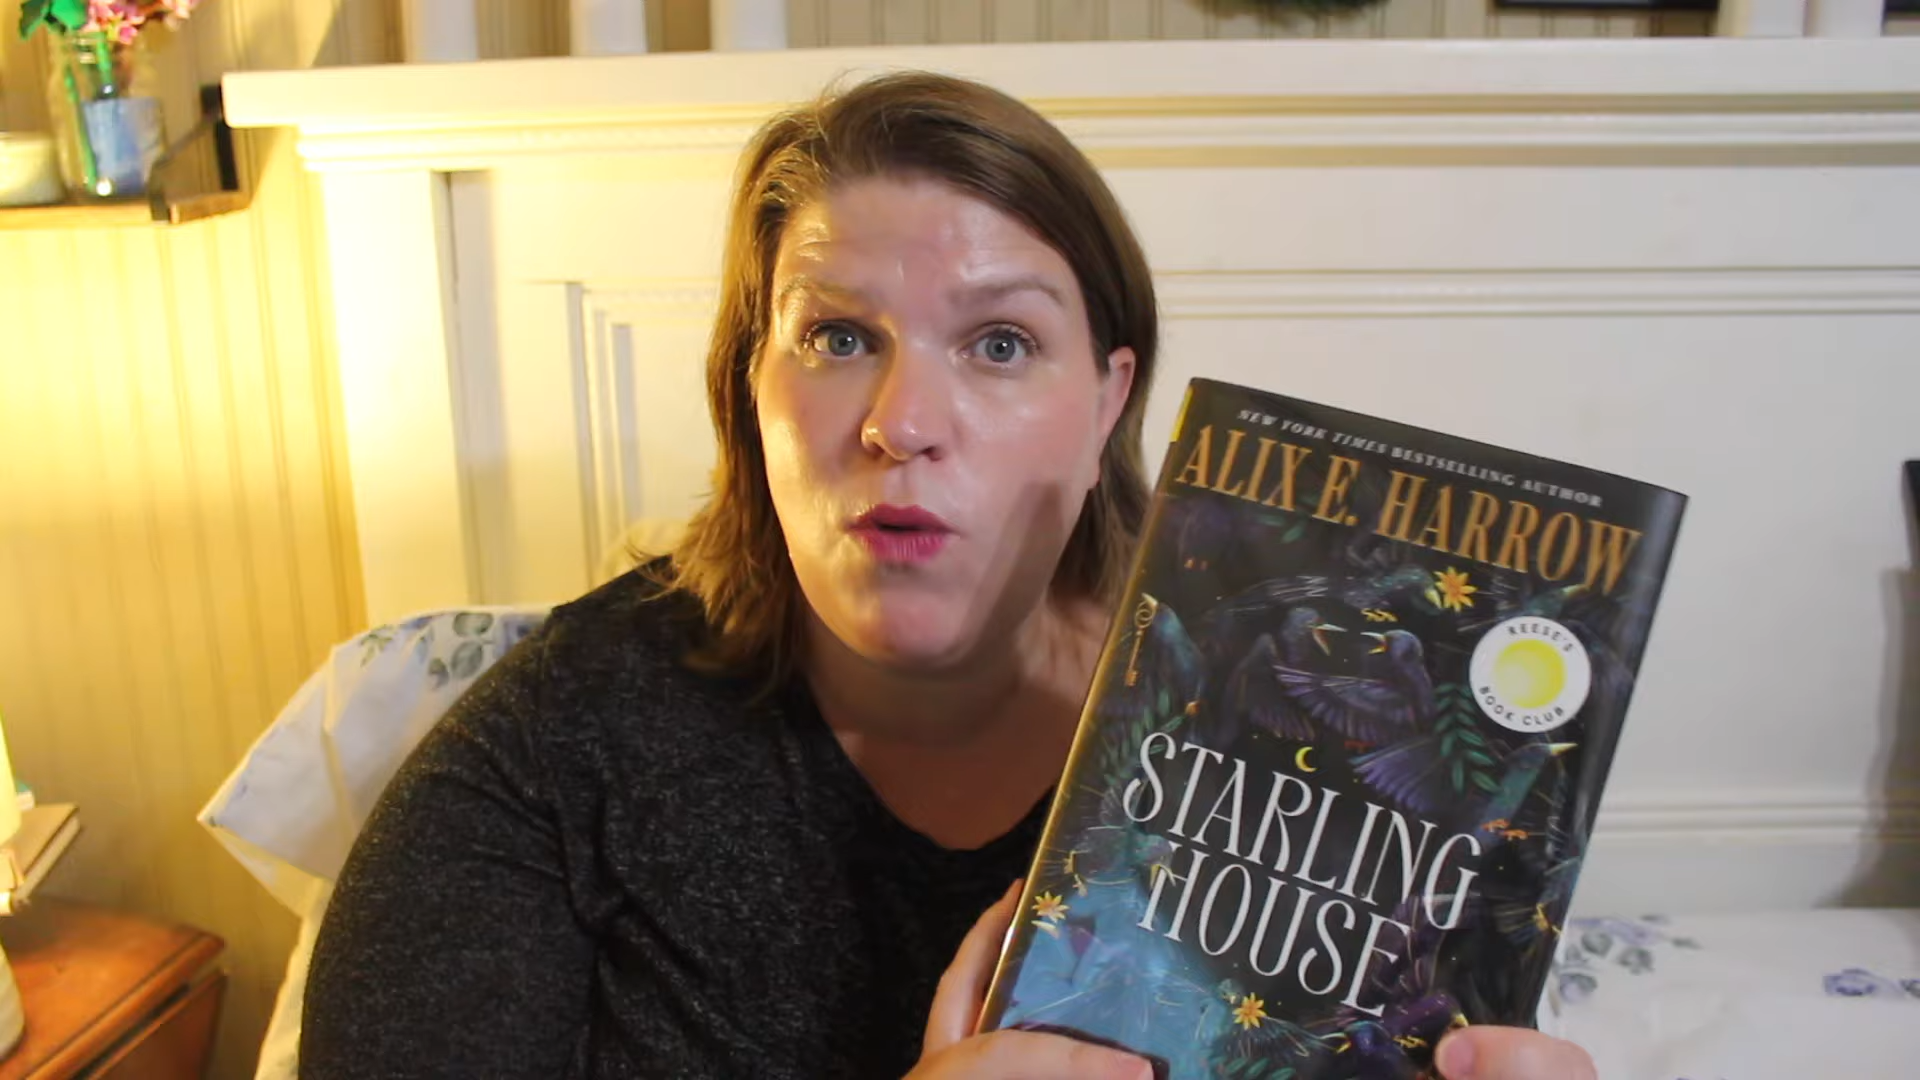 NEW YORK TIMES BESTSELLING AUTHOR
ALIX E. HARROW
REESE'S
BOOK CLUB
STARLING
HOUSE